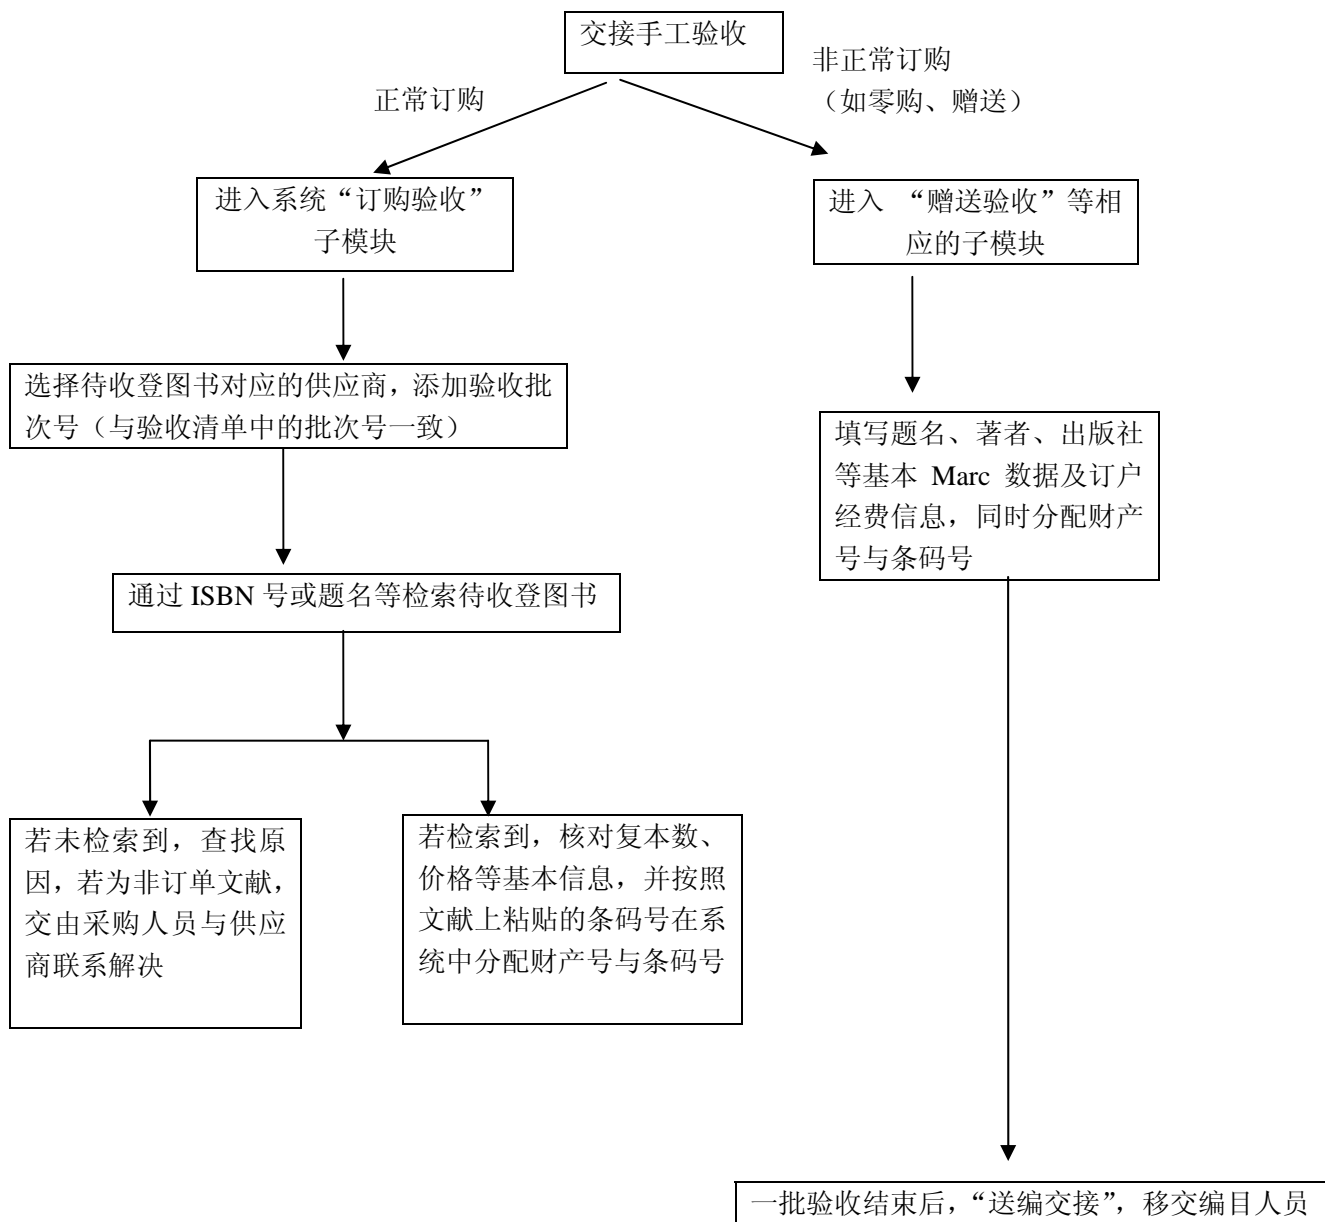 交接手工验收
非正常订购
（如零购、赠送）
正常订购
进入系统“订购验收”
子模块
进入 “赠送验收”等相
应的子模块
选择待收登图书对应的供应商，添加验收批
次号（与验收清单中的批次号一致）
填写题名、著者、出版社
等基本 Marc 数据及订户
经费信息，同时分配财产
号与条码号
通过 ISBN 号或题名等检索待收登图书
若未检索到，查找原
因，若为非订单文献，
交由采购人员与供应
商联系解决
若检索到，核对复本数、
价格等基本信息，并按照
文献上粘贴的条码号在系
统中分配财产号与条码号
一批验收结束后，“送编交接”，移交编目人员